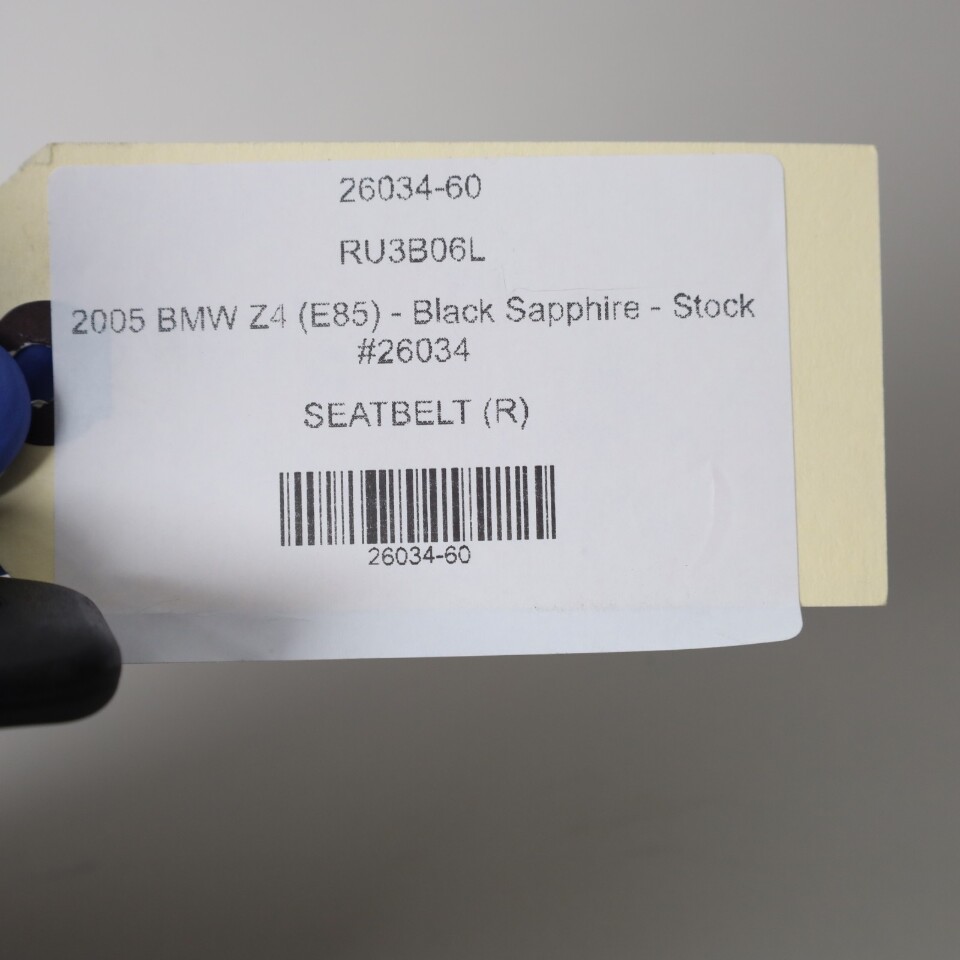 26034-60
RU3B06L
2005 BMW Z4 (E85) - Black Sapphire - Stock
#26034
SEATBELT (R)
26034-60